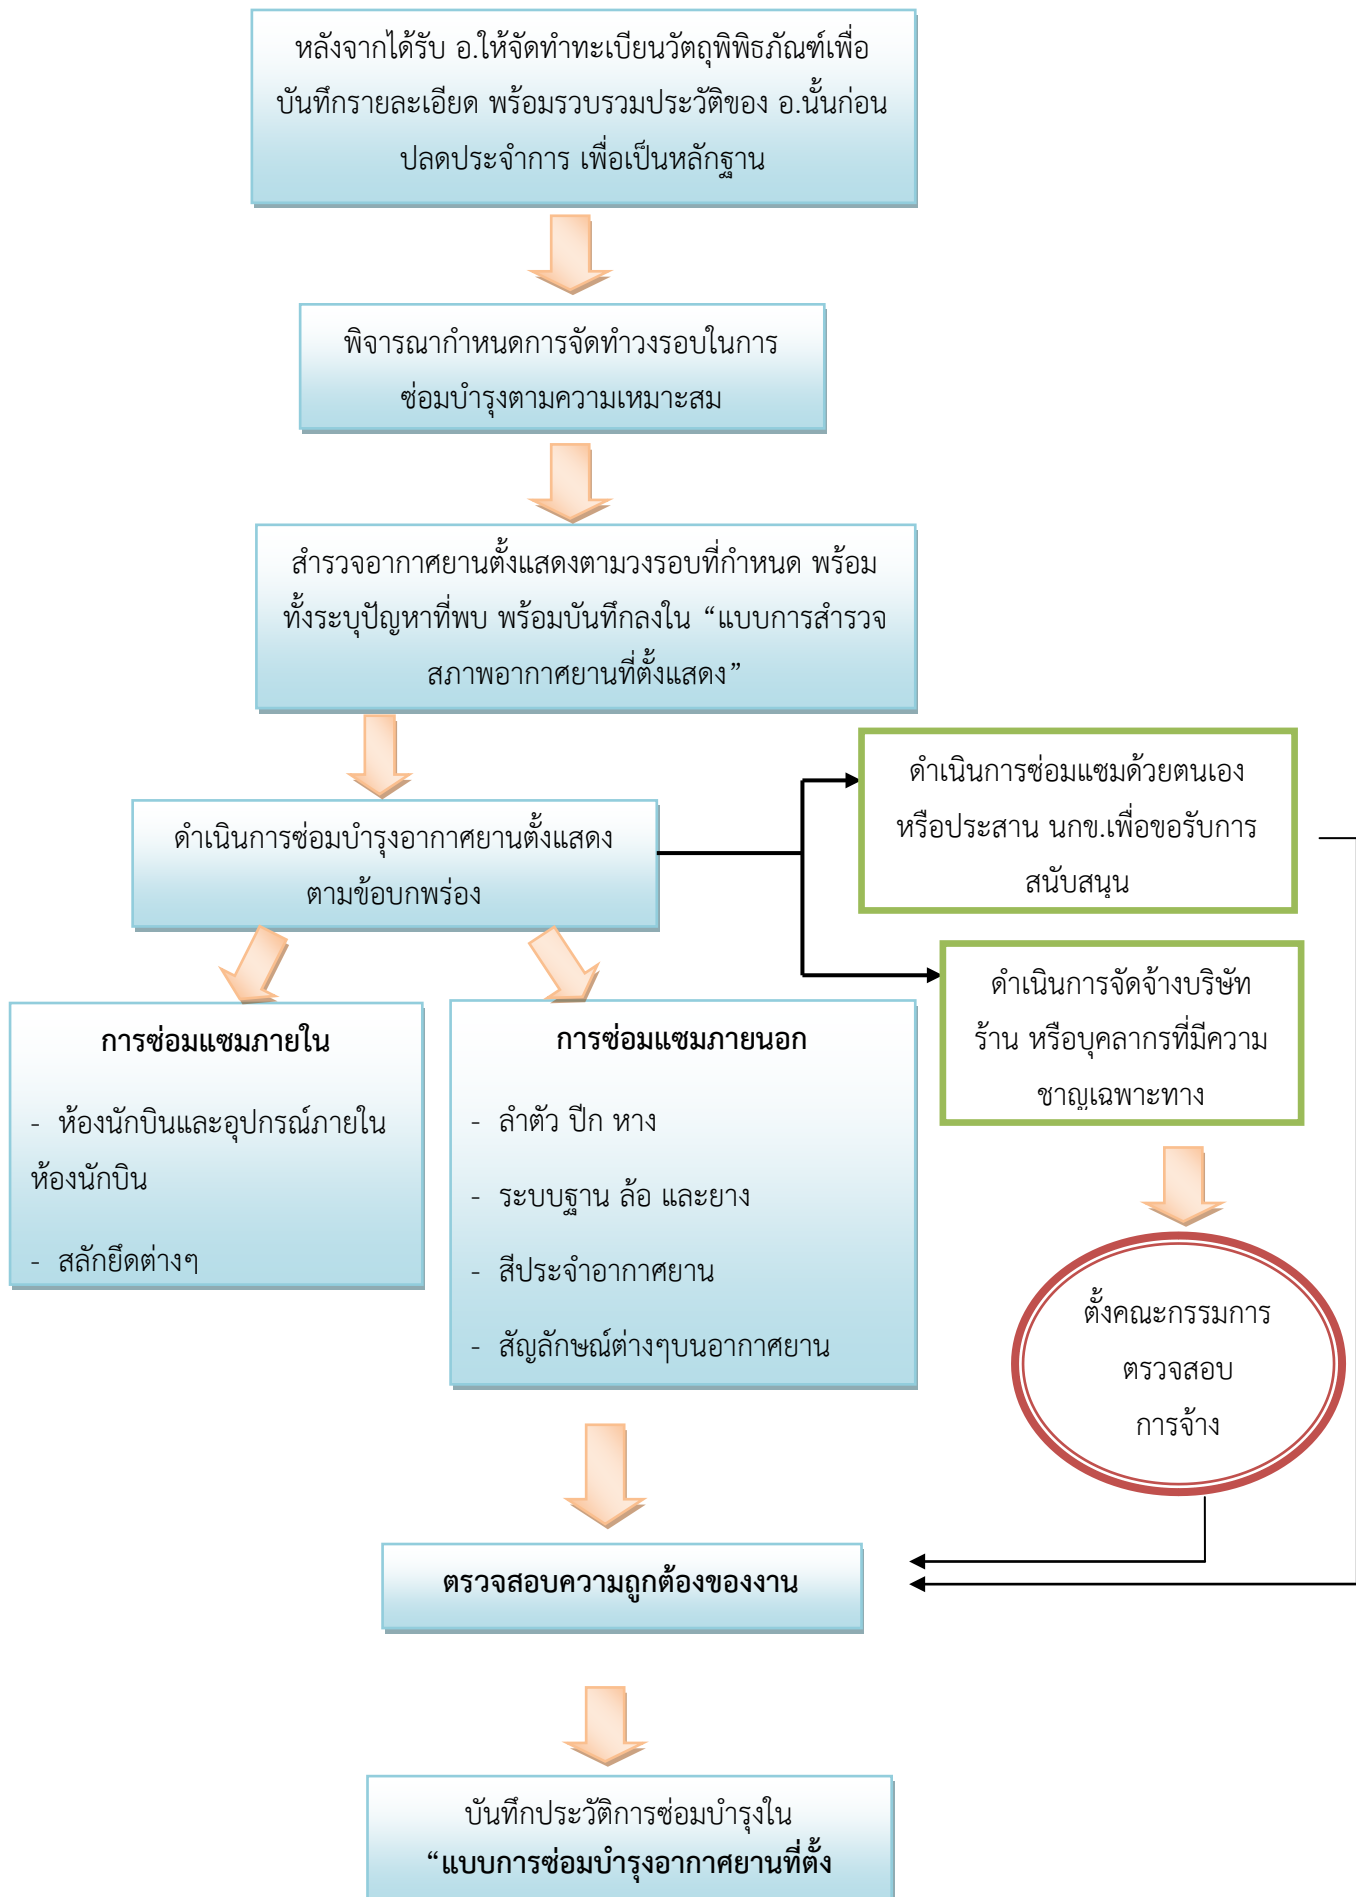 หลังจากได้รับ อ.ให้จัดทำทะเบียนวัตถุพิพิธภัณฑ์เพื่อ
บันทึกรายละเอียด พร้อมรวบรวมประวัติของ อ.นั้นก่อน
ปลดประจำการ เพื่อเป็นหลักฐาน
พิจารณากำหนดการจัดทำวงรอบในการ
ซ่อมบำรุงตามความเหมาะสม
สำรวจอากาศยานตั้งแสดงตามวงรอบที่กำหนด พร้อม
ทั้งระบุปัญหาที่พบ พร้อมบันทึกลงใน “แบบการสำรวจ
สภาพอากาศยานที่ตั้งแสดง”
ดำเนินการซ่อมบำรุงอากาศยานตั้งแสดง
ตามข้อบกพร่อง
ดำเนินการซ่อมแซมด้วยตนเอง
หรือประสาน นกข.เพื่อขอรับการ
สนับสนุน
ดำเนินการจัดจ้างบริษัท
ร้าน หรือบุคลากรที่มีความ
ชาญเฉพาะทาง
การซ่อมแซมภายใน
- ห้องนักบินและอุปกรณ์ภายใน
ห้องนักบิน
- สลักยึดต่างๆ
การซ่อมแซมภายนอก
- ลำตัว ปีก หาง
- ระบบฐาน ล้อ และยาง
- สีประจำอากาศยาน
- สัญลักษณ์ต่างๆบนอากาศยาน
ตั้งคณะกรรมการ
ตรวจสอบ
การจ้าง
ตรวจสอบความถูกต้องของงาน
บันทึกประวัติการซ่อมบำรุงใน
“แบบการซ่อมบำรุงอากาศยานที่ตั้ง